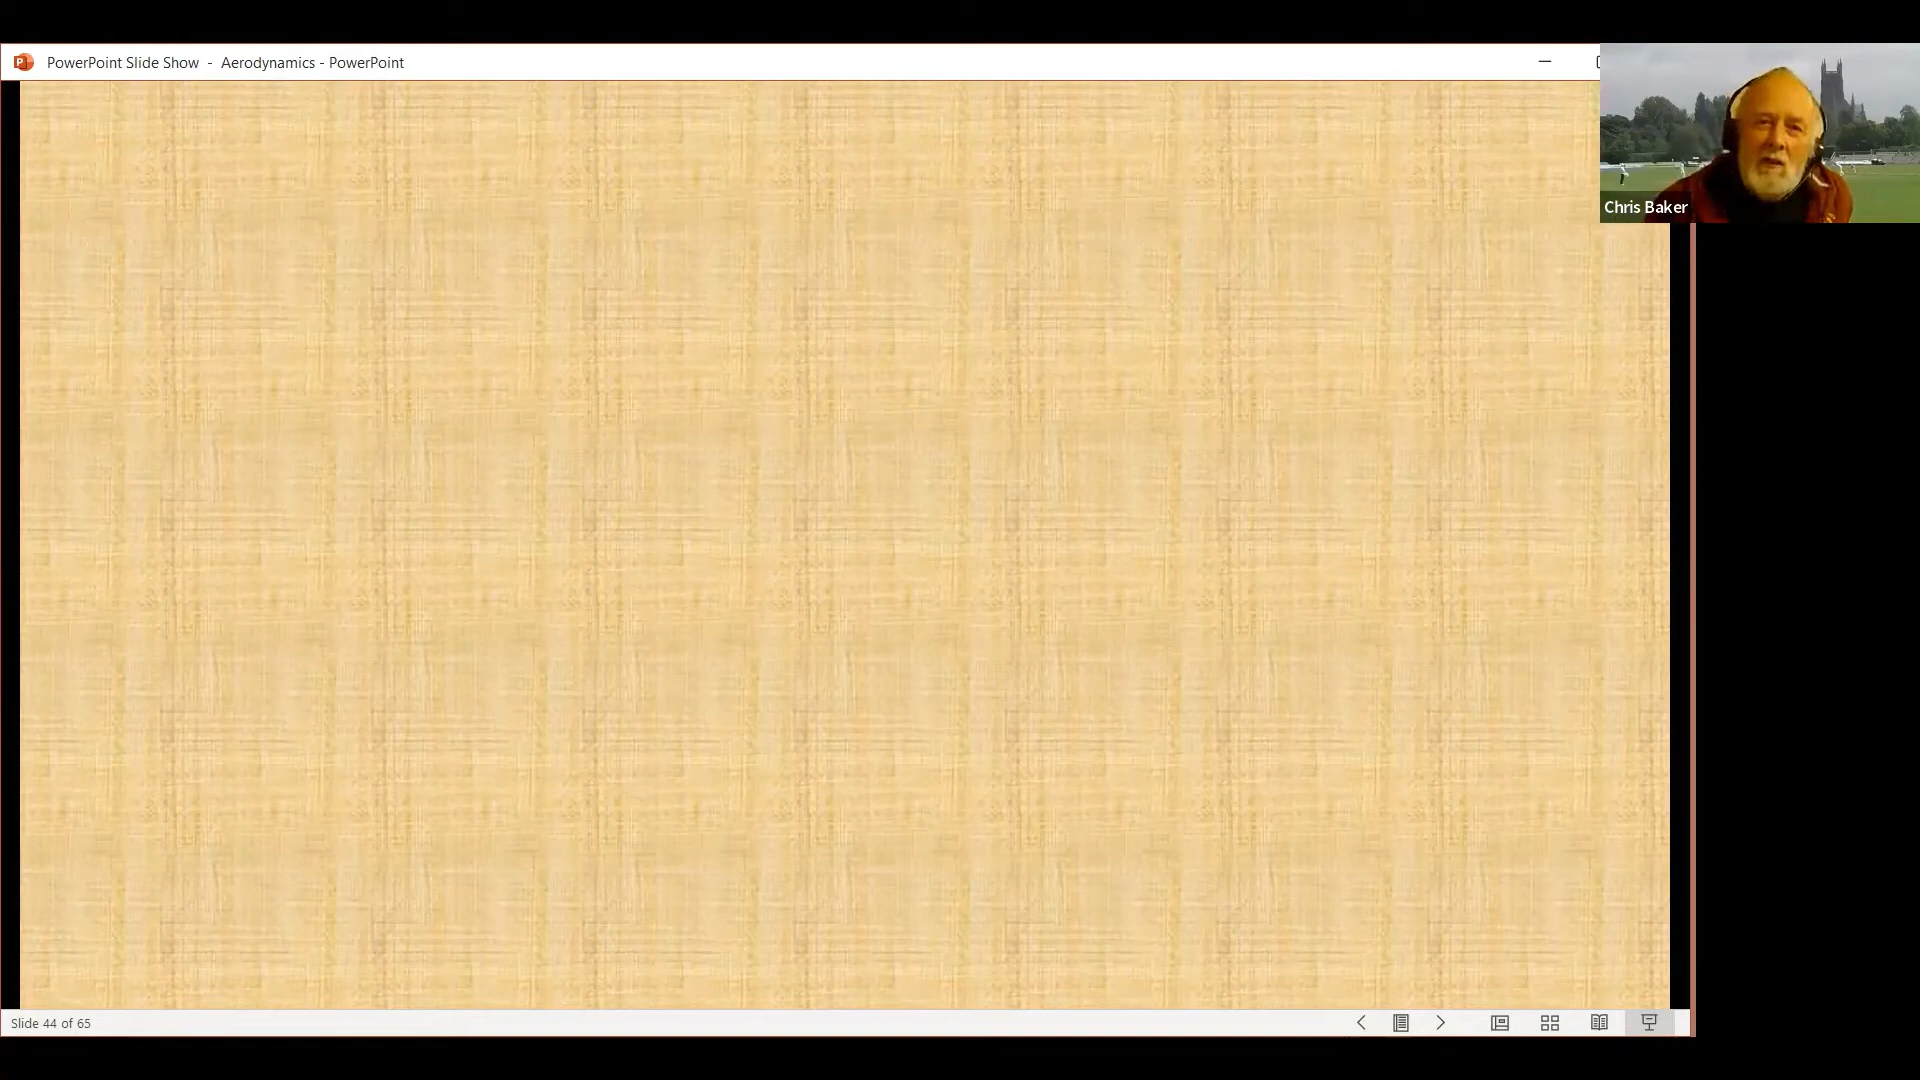 PowerPoint Slide Show - Aerodynamics - PowerPoint
Chris Baker
Slide 44 of 65